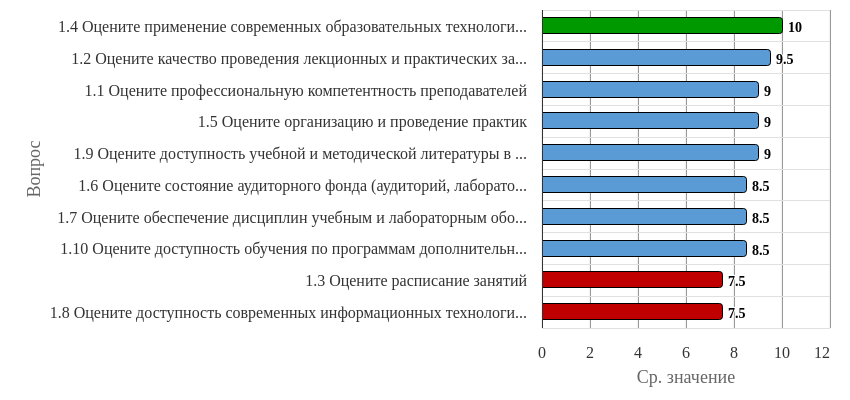 1.4 Оцените применение современных образовательных технологи... 10
1.2 Оцените качество проведения лекционных и практических за... 9.5
1.1 Оцените профессиональную компетентность преподавателей 9
1.5 Оцените организацию и проведение практик 9
1.9 Оцените доступность учебной и методической литературы в ... 9
1.6 Оцените состояние аудиторного фонда (аудиторий, лаборато... 8.5
1.7 Оцените обеспечение дисциплин учебным и лабораторным обо... 8.5
1.10 Оцените доступность обучения по программам дополнительн... 8.5
1.3 Оцените расписание занятий 7.5
1.8 Оцените доступность современных информационных технологи... 7.5
Вопрос
0 2 4 6 8 10 12
Ср. значение